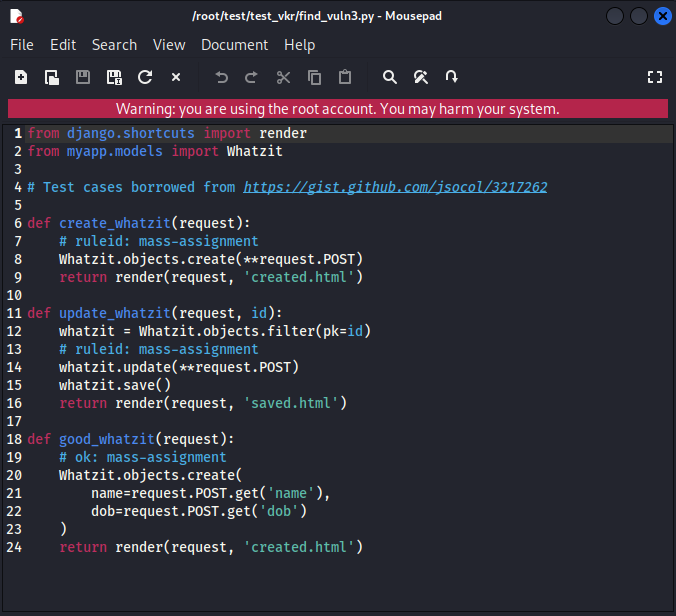 /root/test/test_vkr/find_vuln3.py - Mousepad
File Edit Search View Document Help
Warning: you are using the root account. You may harm your system.
1 from django.shortcuts import render
2 from myapp.models import Whatzit
3
4 # Test cases borrowed from https://gist.github.com/jsocol/3217262
5
6 def create_whatzit(request):
7     # ruleid: mass-assignment
8     Whatzit.objects.create(**request.POST)
9     return render(request, 'created.html')
10
11 def update_whatzit(request, id):
12     whatzit = Whatzit.objects.filter(pk=id)
13     # ruleid: mass-assignment
14     whatzit.update(**request.POST)
15     whatzit.save()
16     return render(request, 'saved.html')
17
18 def good_whatzit(request):
19     # ok: mass-assignment
20     Whatzit.objects.create(
21         name=request.POST.get('name'),
22         dob=request.POST.get('dob')
23     )
24     return render(request, 'created.html')